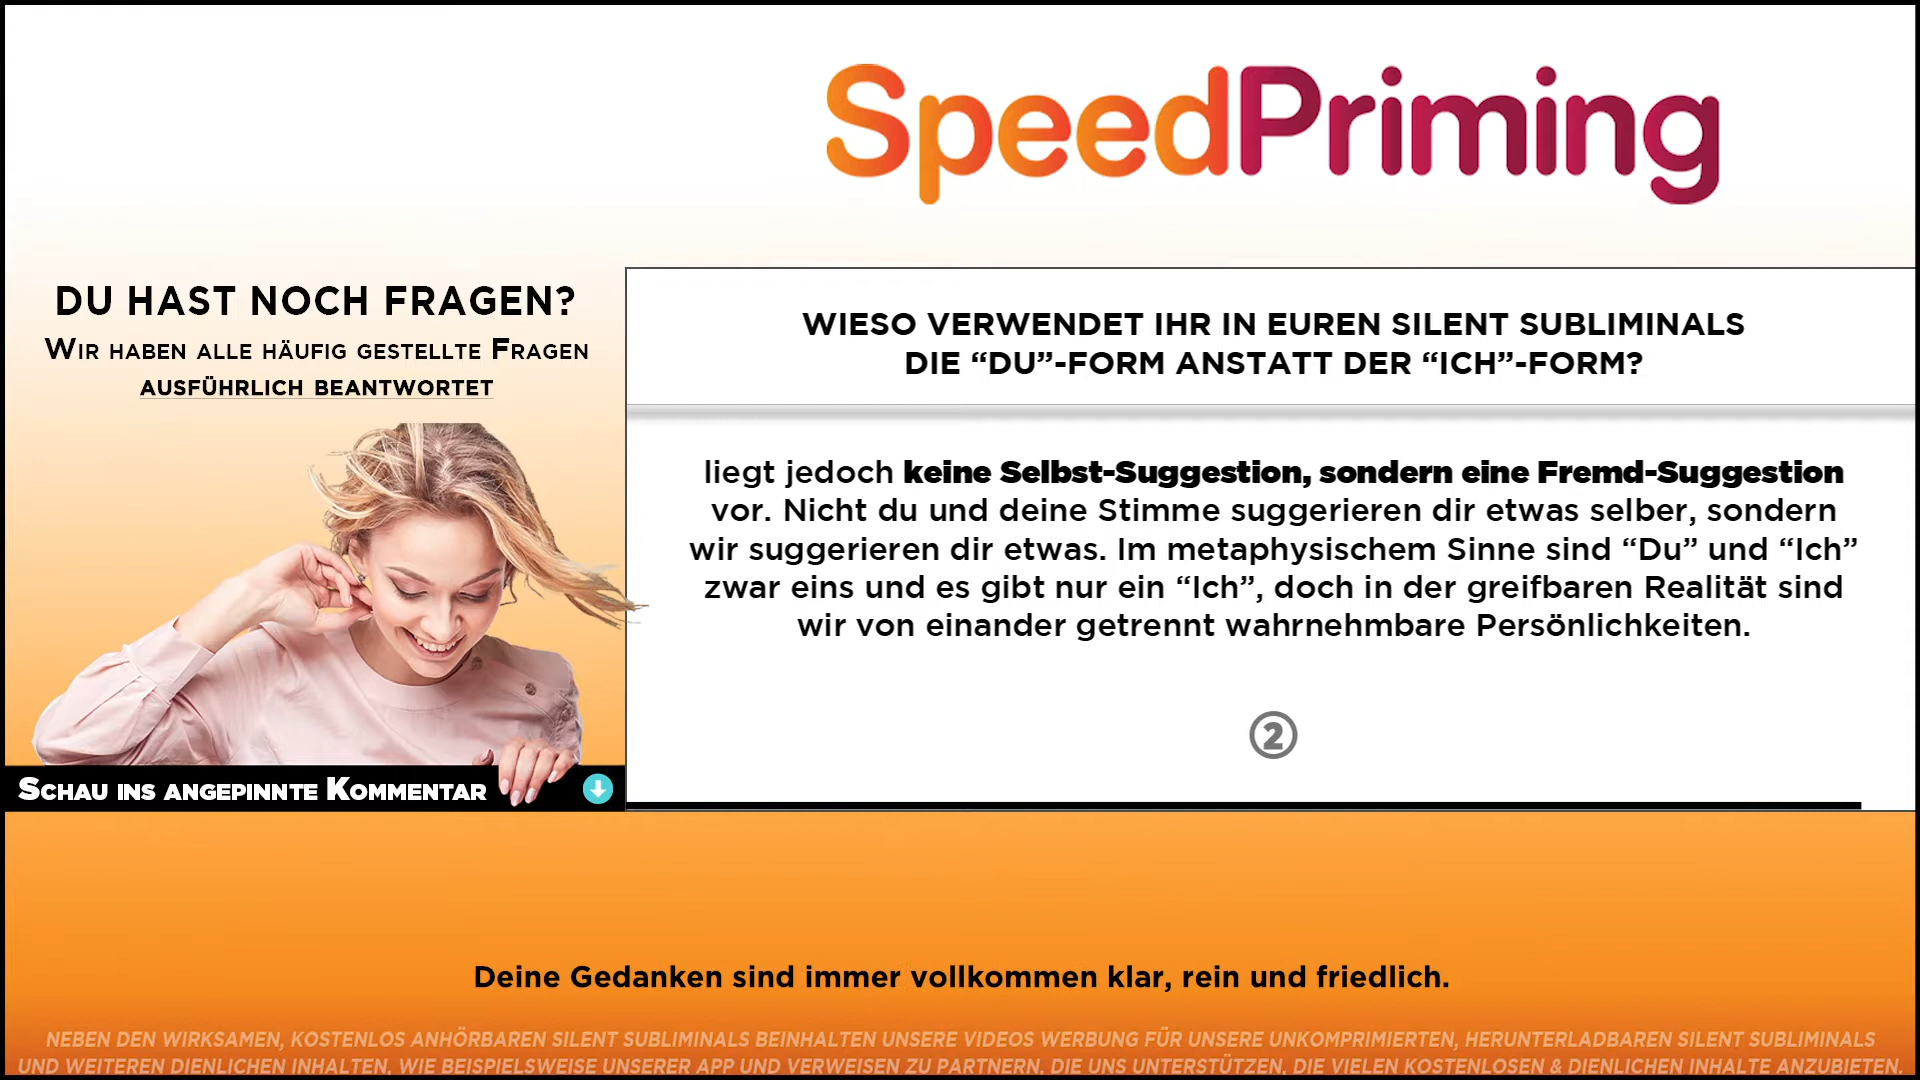 SpeedPriming
DU HAST NOCH FRAGEN?
WIR HABEN ALLE HÄUFIG GESTELLTE FRAGEN
AUSFÜHRLICH BEANTWORTET
SCHAU INS ANGEPINNTE KOMMENTAR
WIESO VERWENDET IHR IN EUREN SILENT SUBLIMINALS
DIE “DU”-FORM ANSTATT DER “ICH”-FORM?
liegt jedoch keine Selbst-Suggestion, sondern eine Fremd-Suggestion
vor. Nicht du und deine Stimme suggerieren dir etwas selber, sondern
wir suggerieren dir etwas. Im metaphysischem Sinne sind “Du” und “Ich”
zwar eins und es gibt nur ein “Ich”, doch in der greifbaren Realität sind
wir von einander getrennt wahrnehmbare Persönlichkeiten.
2
Deine Gedanken sind immer vollkommen klar, rein und friedlich.
NEBEN DEN WIRKSAMEN, KOSTENLOS ANHÖRBAREN SILENT SUBLIMINALS BEINHALTEN UNSERE VIDEOS WERBUNG FÜR UNSERE UNKOMPRIMIERTEN, HERUNTERLADBAREN SILENT SUBLIMINALS
UND WEITEREN DIENLICHEN INHALTEN, WIE BEISPIELSWEISE UNSERER APP UND VERWEISEN ZU PARTNERN, DIE UNS UNTERSTÜTZEN, DIE VIELEN KOSTENLOSEN & DIENLICHEN INHALTE ANZUBIETEN.